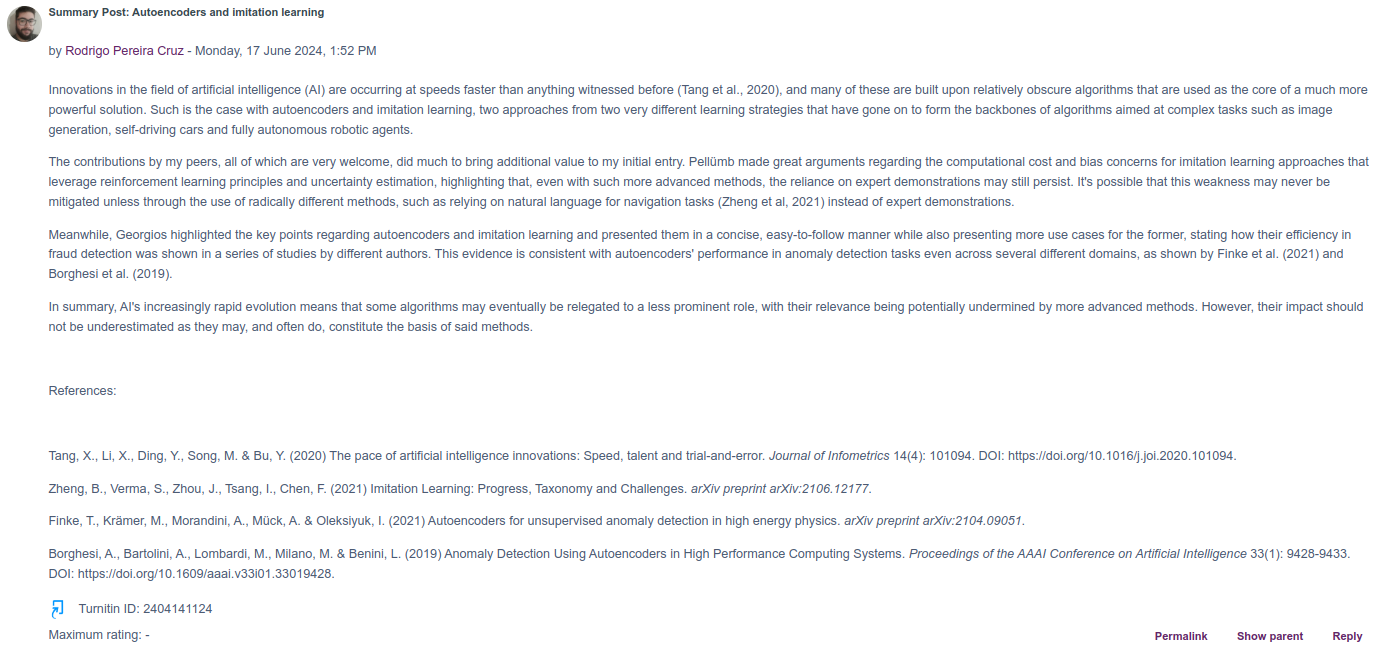 Summary Post: Autoencoders and imitation learning
by Rodrigo Pereira Cruz - Monday, 17 June 2024, 1:52 PM
Innovations in the field of artificial intelligence (AI) are occurring at speeds faster than anything witnessed before (Tang et al., 2020), and many of these are built upon relatively obscure algorithms that are used as the core of a much more
powerful solution. Such is the case with autoencoders and imitation learning, two approaches from two very different learning strategies that have gone on to form the backbones of algorithms aimed at complex tasks such as image
generation, self-driving cars and fully autonomous robotic agents.
The contributions by my peers, all of which are very welcome, did much to bring additional value to my initial entry. Pellümb made great arguments regarding the computational cost and bias concerns for imitation learning approaches that
leverage reinforcement learning principles and uncertainty estimation, highlighting that, even with such more advanced methods, the reliance on expert demonstrations may still persist. It's possible that this weakness may never be
mitigated unless through the use of radically different methods, such as relying on natural language for navigation tasks (Zheng et al, 2021) instead of expert demonstrations.
Meanwhile, Georgios highlighted the key points regarding autoencoders and imitation learning and presented them in a concise, easy-to-follow manner while also presenting more use cases for the former, stating how their efficiency in
fraud detection was shown in a series of studies by different authors. This evidence is consistent with autoencoders' performance in anomaly detection tasks even across several different domains, as shown by Finke et al. (2021) and
Borghesi et al. (2019).
In summary, AI's increasingly rapid evolution means that some algorithms may eventually be relegated to a less prominent role, with their relevance being potentially undermined by more advanced methods. However, their impact should
not be underestimated as they may, and often do, constitute the basis of said methods.
References:
Tang, X., Li, X., Ding, Y., Song, M. & Bu, Y. (2020) The pace of artificial intelligence innovations: Speed, talent and trial-and-error. Journal of Infometrics 14(4): 101094. DOI: https://doi.org/10.1016/j.joi.2020.101094.
Zheng, B., Verma, S., Zhou, J., Tsang, I., Chen, F. (2021) Imitation Learning: Progress, Taxonomy and Challenges. arXiv preprint arXiv:2106.12177.
Finke, T., Krämer, M., Morandini, A., Mück, A. & Oleksiyuk, I. (2021) Autoencoders for unsupervised anomaly detection in high energy physics. arXiv preprint arXiv:2104.09051.
Borghesi, A., Bartolini, A., Lombardi, M., Milano, M. & Benini, L. (2019) Anomaly Detection Using Autoencoders in High Performance Computing Systems. Proceedings of the AAAI Conference on Artificial Intelligence 33(1): 9428-9433.
DOI: https://doi.org/10.1609/aaai.v33i01.33019428.
Turnitin ID: 2404141124
Maximum rating: -
Permalink Show parent Reply